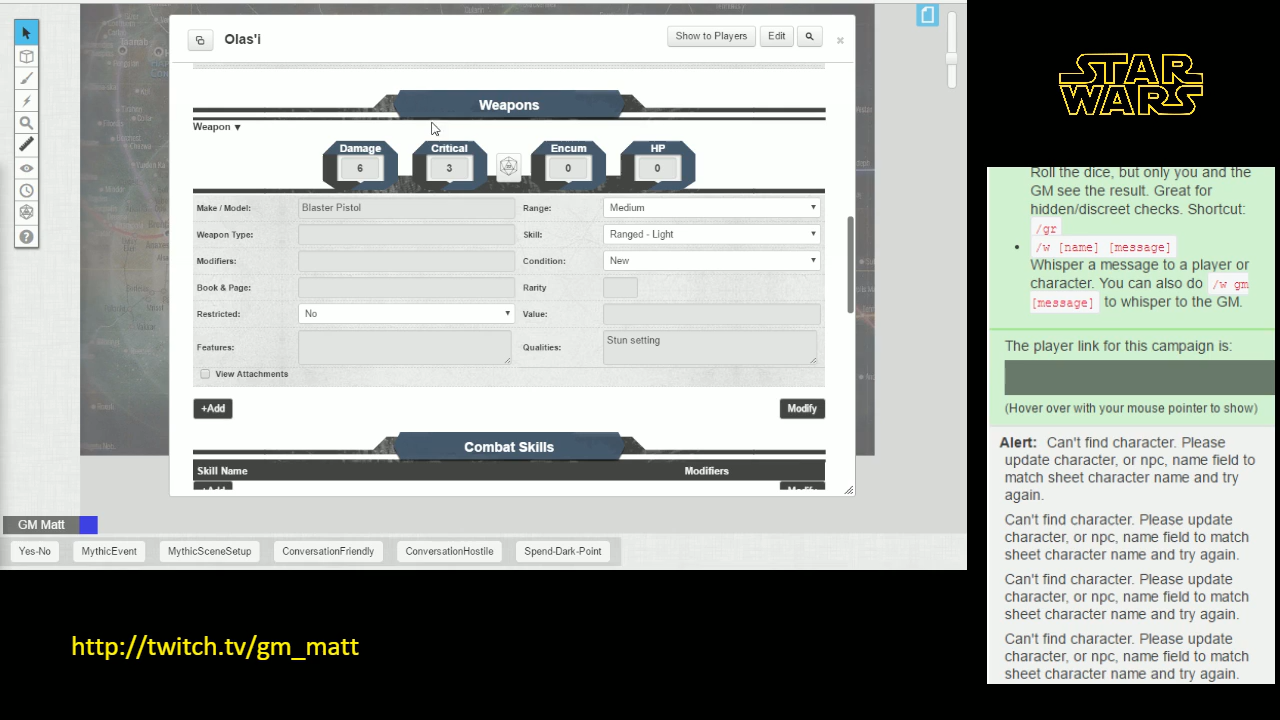 Olas'i
Show to Players
Edit
Weapons
Weapon ▼
Damage
Critical
Encum
HP
6
3
0
0
Make / Model:
Blaster Pistol
Range:
Medium
Weapon Type:
Skill:
Ranged - Light
Modifiers:
Condition:
New
Book & Page:
Rarity
Restricted:
No
Value:
Features:
Qualities:
Stun setting
View Attachments
+Add
Modify
Combat Skills
Skill Name
Modifiers
GM Matt
Yes-No
MythicEvent
MythicSceneSetup
ConversationFriendly
ConversationHostile
Spend-Dark-Point
http://twitch.tv/gm_matt
STAR
WARS
Roll the dice, but only you and the
GM see the result. Great for
hidden/discreet checks. Shortcut:
/gr
• /w [name] [message]
Whisper a message to a player or
character. You can also do /w gm
[message] to whisper to the GM.
The player link for this campaign is:
(Hover over with your mouse pointer to show)
Alert: Can't find character. Please
update character, or npc, name field to
match sheet character name and try
again.
Can't find character. Please update
character, or npc, name field to match
sheet character name and try again.
Can't find character. Please update
character, or npc, name field to match
sheet character name and try again.
Can't find character. Please update
character, or npc, name field to match
sheet character name and try again.